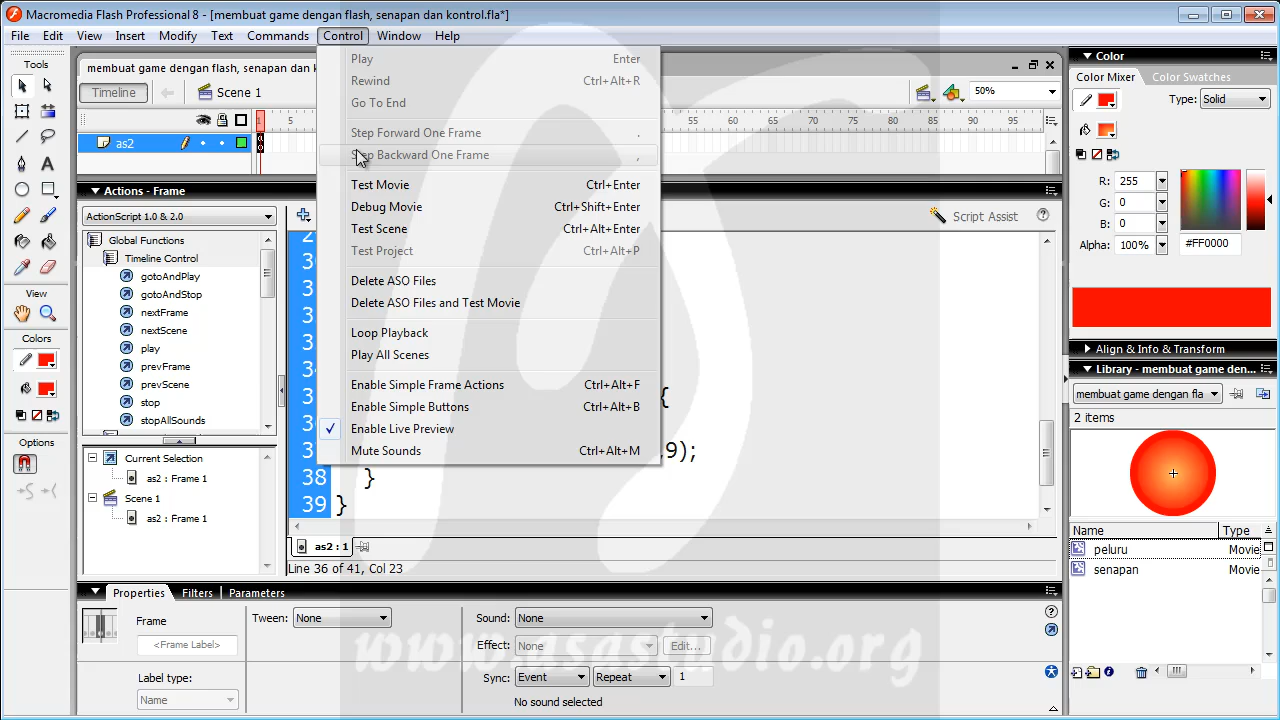 Macromedia Flash Professional 8 - [membuat game dengan flash, senapan dan kontrol.fla*]
File Edit View Insert Modify Text Commands Control Window Help
Tools
View
Colors
Options
membuat game dengan flash, senapan dan k
Timeline
Scene 1
50%
1 5 55 60 65 70 75 80 85 90 95
as2
Play Enter
Rewind Ctrl+Alt+R
Go To End
Step Forward One Frame .
Step Backward One Frame ,
Test Movie Ctrl+Enter
Debug Movie Ctrl+Shift+Enter
Test Scene Ctrl+Alt+Enter
Test Project Ctrl+Alt+P
Delete ASO Files
Delete ASO Files and Test Movie
Loop Playback
Play All Scenes
Enable Simple Frame Actions Ctrl+Alt+F
Enable Simple Buttons Ctrl+Alt+B
Enable Live Preview
Mute Sounds Ctrl+Alt+M
Actions - Frame
ActionScript 1.0 & 2.0
Global Functions
Timeline Control
gotoAndPlay
gotoAndStop
nextFrame
nextScene
play
prevFrame
prevScene
stop
stopAllSounds
Current Selection
as2 : Frame 1
Scene 1
as2 : Frame 1
Script Assist
{
,9);
38 }
39 }
as2 : 1
Line 36 of 41, Col 23
Properties Filters Parameters
Frame
<Frame Label>
Label type:
Name
Tween: None
Sound: None
Effect: None Edit...
Sync: Event Repeat 1
No sound selected
Color
Color Mixer Color Swatches
Type: Solid
R: 255
G: 0
B: 0
Alpha: 100% #FF0000
Align & Info & Transform
Library - membuat game den...
membuat game dengan fla
2 items
Name Type
peluru Movie
senapan Movie
www.asastudio.org